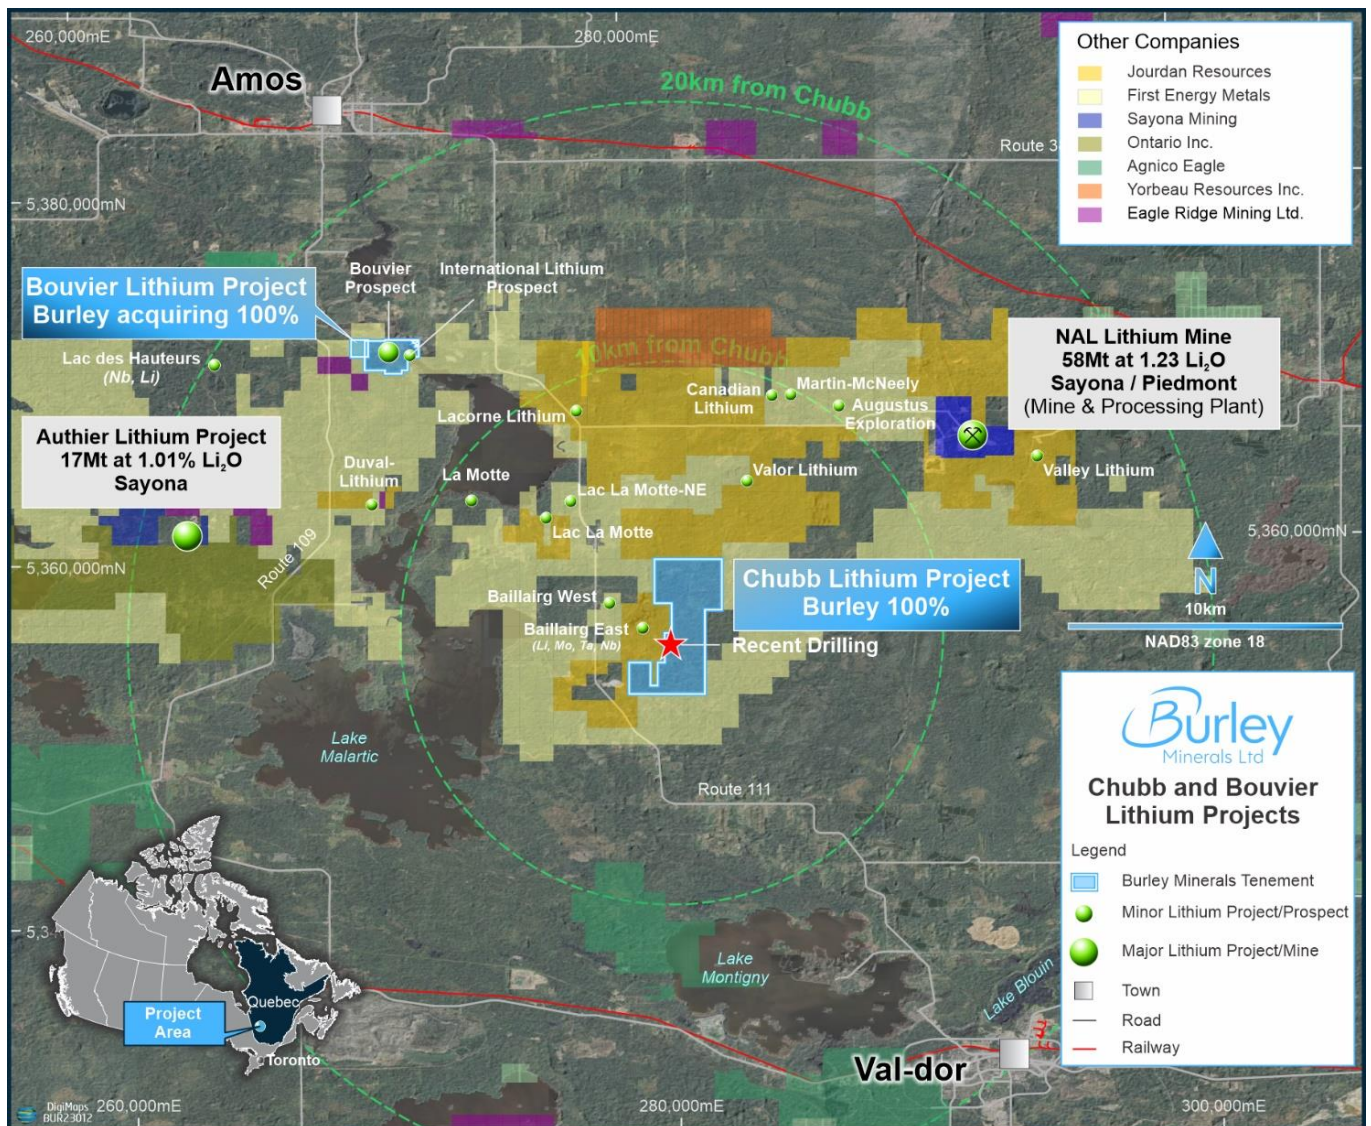 260,000mE
280,000mE
Amos
20km from Chubb
Route 3
5,380,000mN
Other Companies
Jourdan Resources
First Energy Metals
Sayona Mining
Ontario Inc.
Agnico Eagle
Yorbeau Resources Inc.
Eagle Ridge Mining Ltd.
Bouvier
Prospect
International Lithium
Prospect
Bouvier Lithium Project
Burley acquiring 100%
10km from Chubb
Lac des Hauteurs
(Nb, Li)
NAL Lithium Mine
58Mt at 1.23 Li₂O
Sayona / Piedmont
(Mine & Processing Plant)
Canadian
Lithium
Martin-McNeely
Augustus
Exploration
Lacorne Lithium
Authier Lithium Project
17Mt at 1.01% Li₂O
Sayona
Duval-
Lithium
La Motte
Valor Lithium
Valley Lithium
Lac La Motte-NE
Lac La Motte
Route 109
5,360,000mN
5,360,000mN
Chubb Lithium Project
Burley 100%
Baillairg West
Baillairg East
(Li, Mo, Ta, Nb)
Recent Drilling
N
10km
NAD83 zone 18
Lake
Malartic
Route 111
Burley
Minerals Ltd
Chubb and Bouvier
Lithium Projects
Legend
Burley Minerals Tenement
Minor Lithium Project/Prospect
Major Lithium Project/Mine
Town
Road
Railway
5,3
Lake
Montigny
Lake Blouin
Quebec
Project
Area
Toronto
Val-dor
DigiMaps
BUR23012
260,000mE
280,000mE
300,000mE